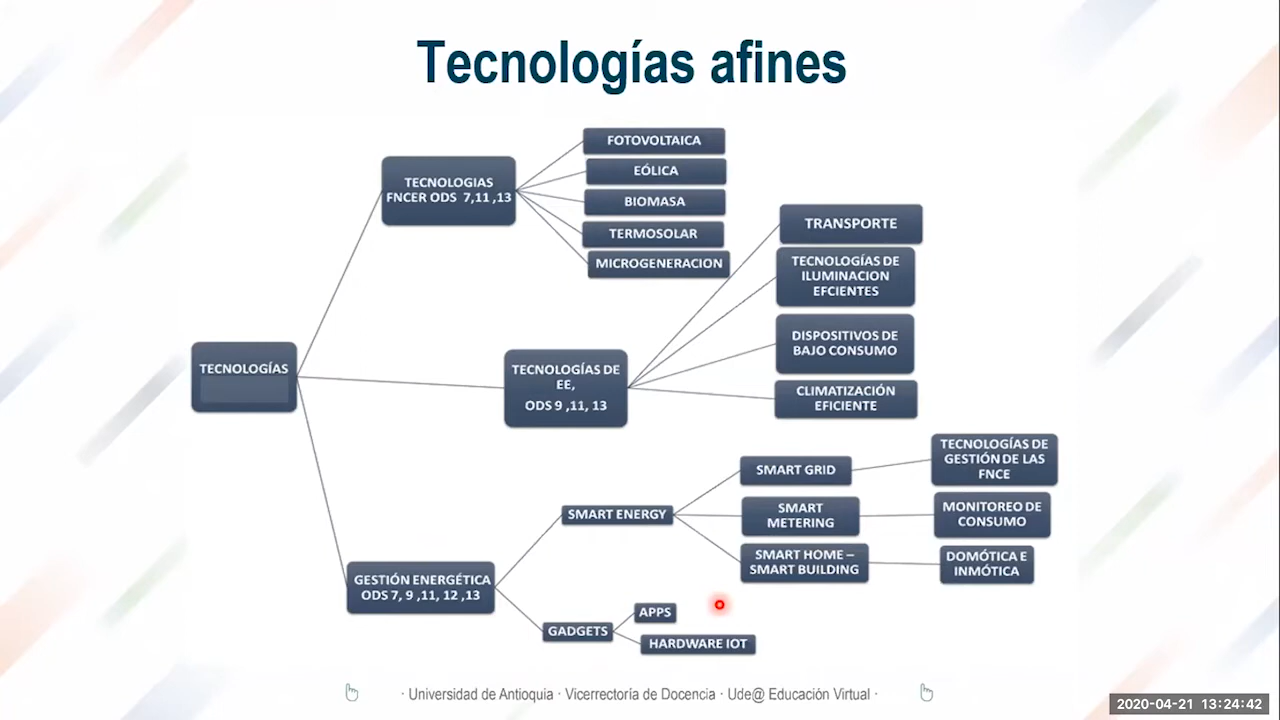 Tecnologías afines
FOTOVOLTAICA
EÓLICA
BIOMASA
TERMOSOLAR
MICROGENERACION
TECNOLOGIAS
FNCER ODS 7,11 ,13
TRANSPORTE
TECNOLOGÍAS DE
ILUMINACION
EFCIENTES
DISPOSITIVOS DE
BAJO CONSUMO
CLIMATIZACIÓN
EFICIENTE
TECNOLOGÍAS
TECNOLOGÍAS DE
EE,
ODS 9 ,11, 13
SMART GRID
TECNOLOGÍAS DE
GESTIÓN DE LAS
FNCE
SMART ENERGY
SMART
METERING
MONITOREO DE
CONSUMO
SMART HOME –
SMART BUILDING
DOMÓTICA E
INMÓTICA
GESTIÓN ENERGÉTICA
ODS 7, 9 ,11, 12 ,13
GADGETS
APPS
HARDWARE IOT
· Universidad de Antioquia · Vicerrectoría de Docencia · Ude@ Educación Virtual ·
2020-04-21 13:24:42